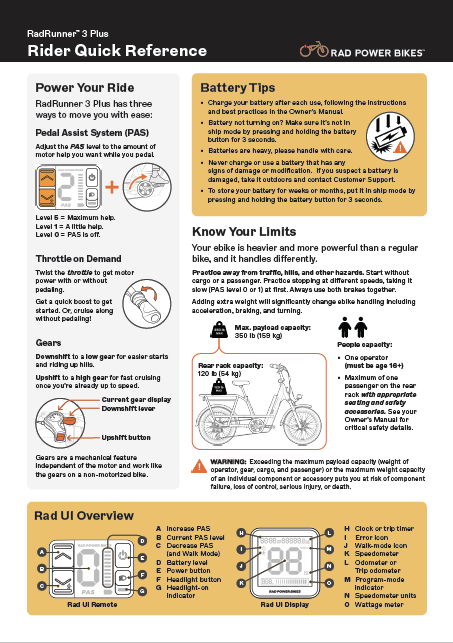 RadRunner™ 3 Plus
Rider Quick Reference
RAD POWER BIKES™
Power Your Ride
RadRunner 3 Plus has three
ways to move you with ease:
Pedal Assist System (PAS)
Adjust the PAS level to the amount of
motor help you want while you pedal.
Level 5 = Maximum help.
Level 1 = A little help.
Level 0 = PAS is off.
Throttle on Demand
Twist the throttle to get motor
power with or without
pedaling.
Get a quick boost to get
started. Or, cruise along
without pedaling!
Gears
Downshift to a low gear for easier starts
and riding up hills.
Upshift to a high gear for fast cruising
once you're already up to speed.
Current gear display
Downshift lever
Upshift button
Gears are a mechanical feature
independent of the motor and work like
the gears on a non-motorized bike.
Battery Tips
• Charge your battery after each use, following the instructions
and best practices in the Owner's Manual.
• Battery not turning on? Make sure it's not in
ship mode by pressing and holding the battery
button for 3 seconds.
• Batteries are heavy, please handle with care.
• Never charge or use a battery that has any
signs of damage or modification. If you suspect a battery is
damaged, take it outdoors and contact Customer Support.
• To store your battery for weeks or months, put it in ship mode by
pressing and holding the battery button for 3 seconds.
Know Your Limits
Your ebike is heavier and more powerful than a regular
bike, and it handles differently.
Practice away from traffic, hills, and other hazards. Start without
cargo or a passenger. Practice stopping at different speeds, taking it
slow (PAS level 0 or 1) at first. Always use both brakes together.
Adding extra weight will significantly change ebike handling including
acceleration, braking, and turning.
Max. payload capacity:
350 lb (159 kg)
Rear rack capacity:
120 lb (54 kg)
People capacity:
• One operator
(must be age 16+)
• Maximum of one
passenger on the rear
rack with appropriate
seating and safety
accessories. See your
Owner's Manual for
critical safety details.
WARNING: Exceeding the maximum payload capacity (weight of
operator, gear, cargo, and passenger) or the maximum weight capacity
of an individual component or accessory puts you at risk of component
failure, loss of control, serious injury, or death.
Rad UI Overview
A Increase PAS
B Current PAS level
C Decrease PAS
(and Walk Mode)
D Battery level
E Power button
F Headlight button
G Headlight-on
indicator
Rad UI Remote
Rad UI Display
H Clock or trip timer
I Error icon
J Walk-mode icon
K Speedometer
L Odometer or
Trip odometer
M Program-mode
indicator
N Speedometer units
O Wattage meter